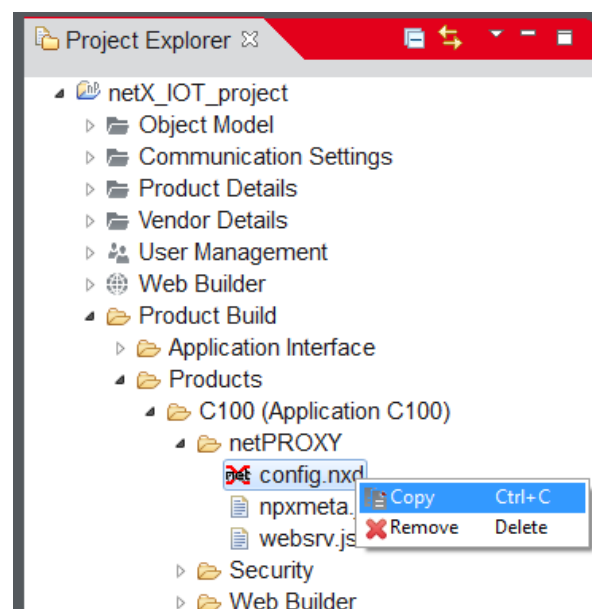 Project Explorer
netX_IOT_project
Object Model
Communication Settings
Product Details
Vendor Details
User Management
Web Builder
Product Build
Application Interface
Products
C100 (Application C100)
netPROXY
config.nxd
Copy Ctrl+C
npxmeta.
Remove Delete
websrv.js
Security
Web Builder